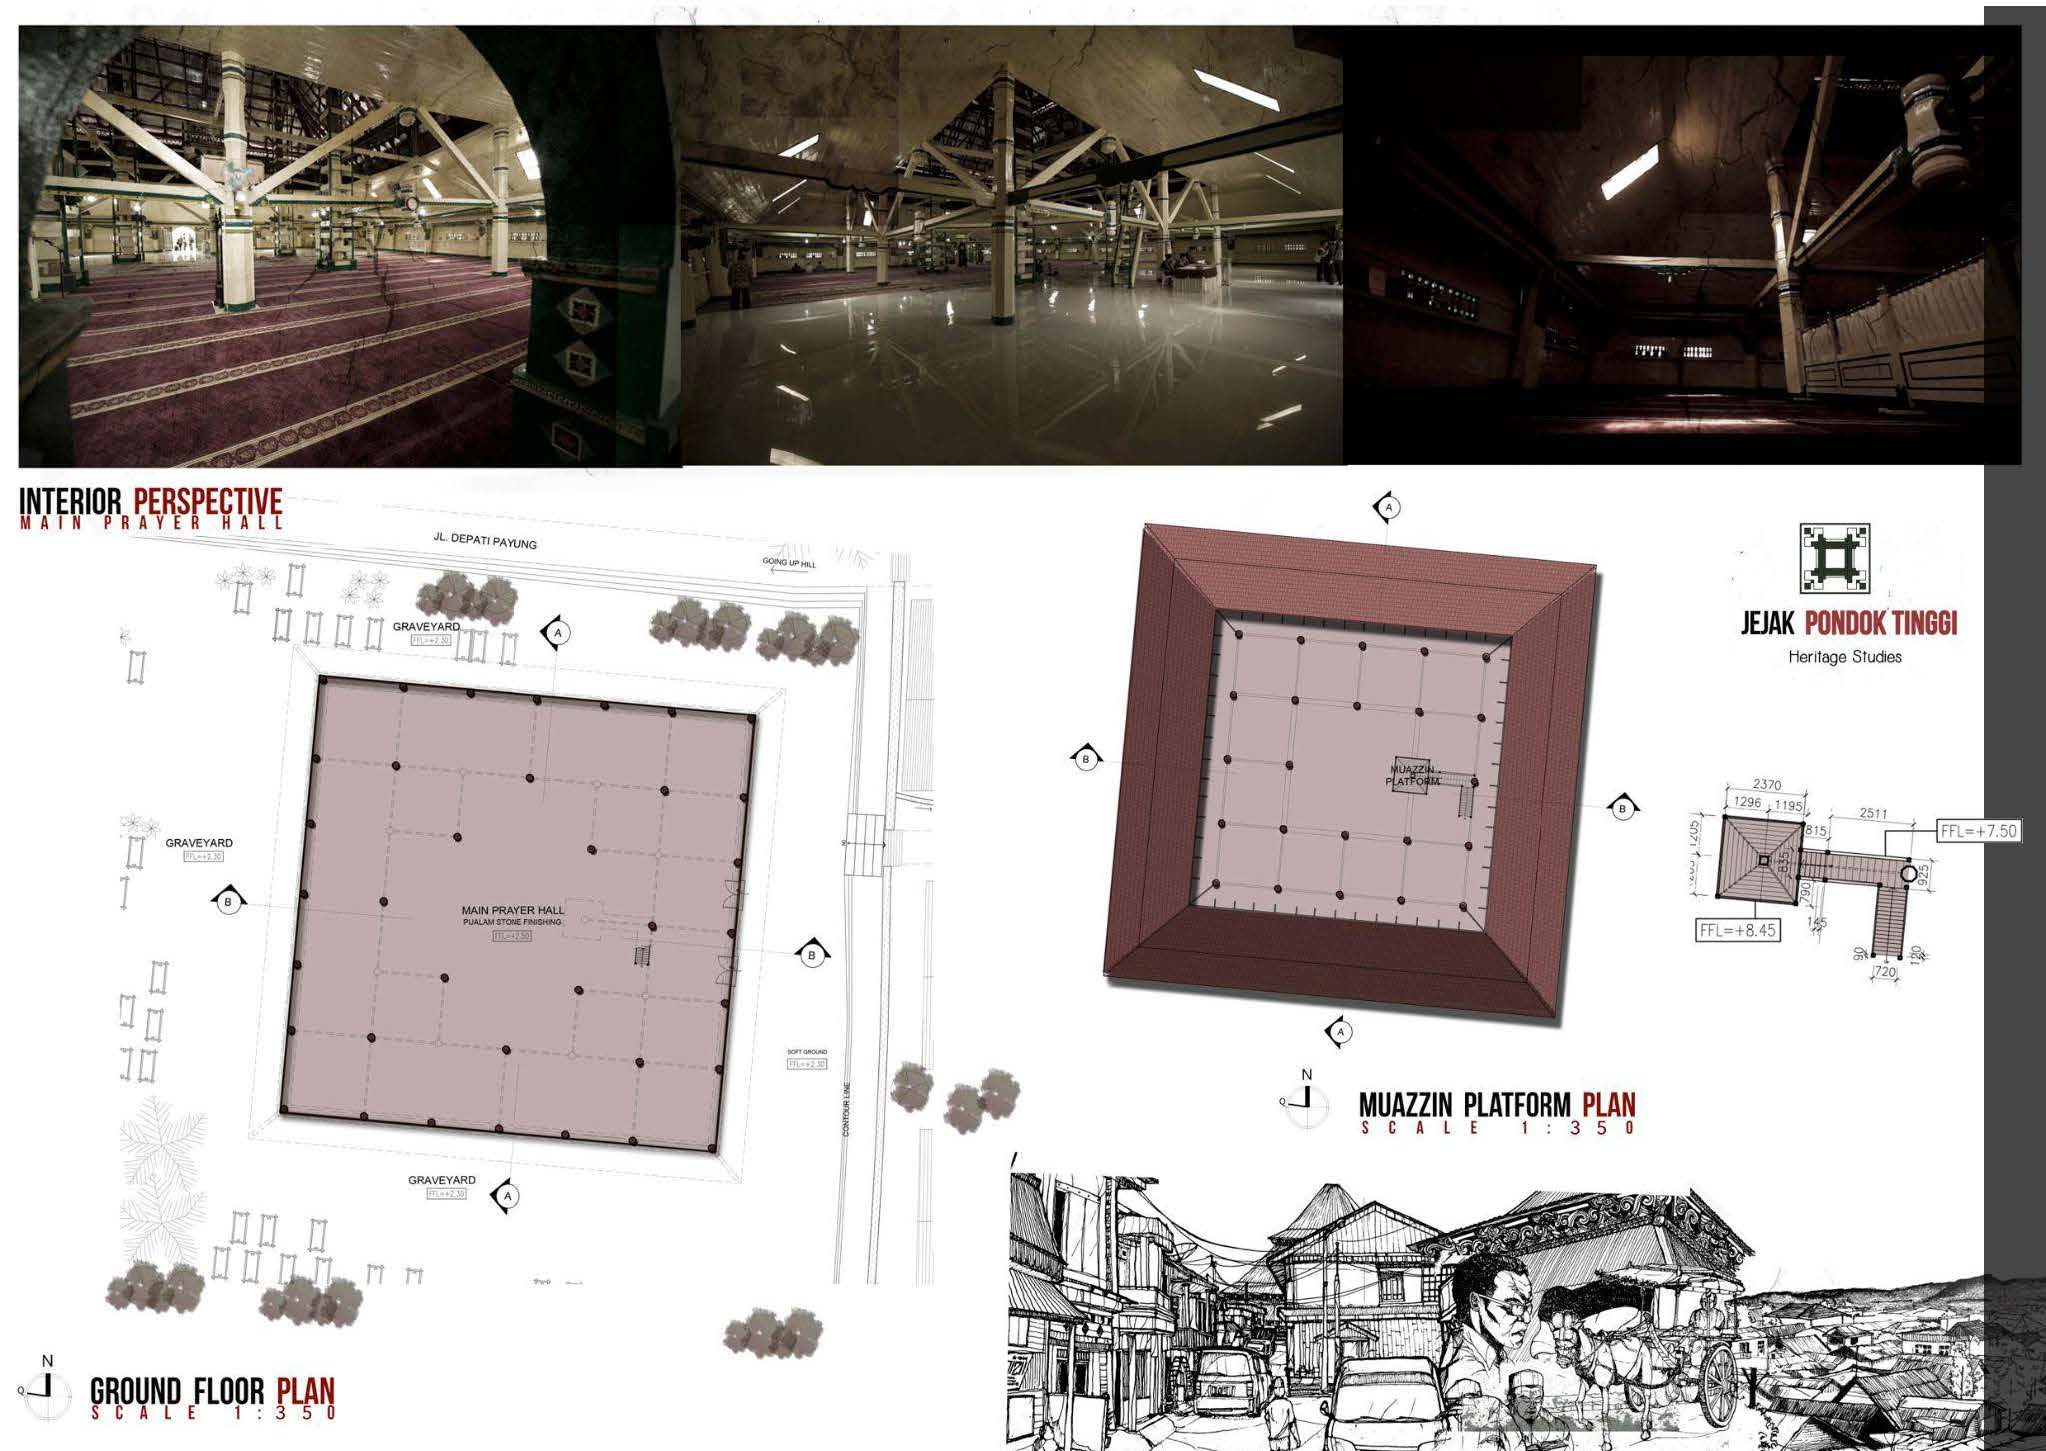 INTERIOR PERSPECTIVE
MAIN PRAYER HALL
JL. DEPATI PAYUNG
GOING UP HILL
GRAVEYARD
FFL=+2.30
A
GRAVEYARD
FFL=+2.30
B
MAIN PRAYER HALL
PUALAM STONE FINISHING
FFL=+2.50
B
SOFT GROUND
FFL=+2.30
CONTOUR LINE
GRAVEYARD
FFL=+2.30
A
N
Q
GROUND FLOOR PLAN
SCALE 1:350
A
B
MUAZZIN
PLATFORM
B
A
N
Q
MUAZZIN PLATFORM PLAN
SCALE 1:350
JEJAK PONDOK TINGGI
Heritage Studies
2370
1296
1195
2511
815
1205
835
790
145
925
FFL=+7.50
FFL=+8.45
90
720
120